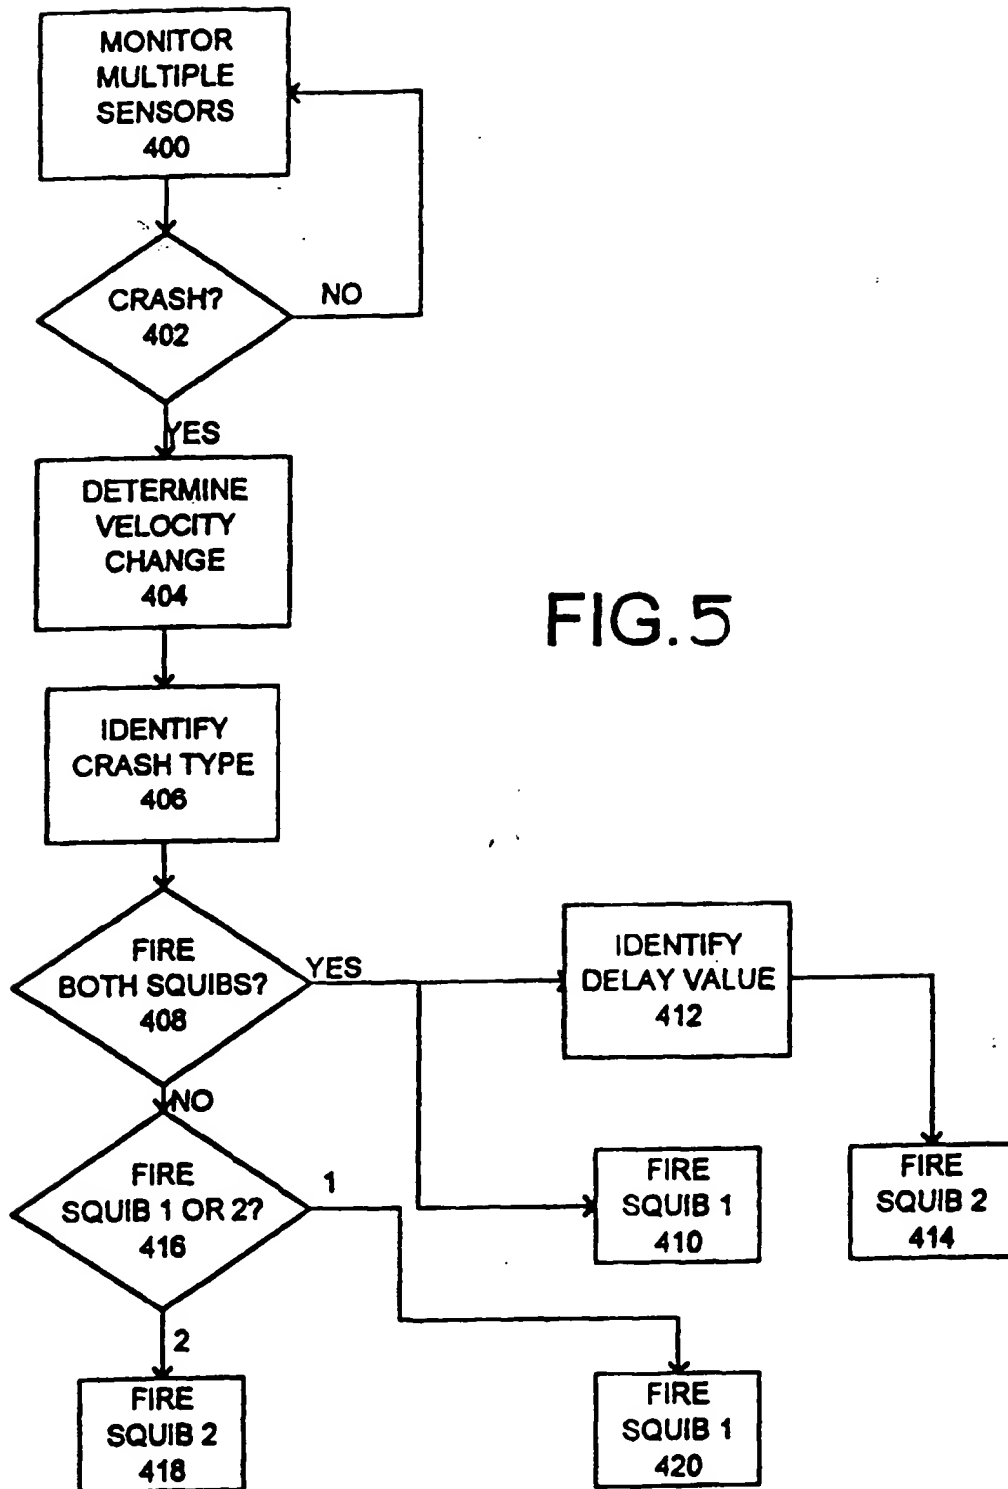 MONITOR
MULTIPLE
SENSORS
400
CRASH?
402
NO
YES
DETERMINE
VELOCITY
CHANGE
404
FIG. 5
IDENTIFY
CRASH TYPE
406
FIRE
BOTH SQUIBS?
408
YES
IDENTIFY
DELAY VALUE
412
NO
FIRE
SQUIB 1 OR 2?
416
1
FIRE
SQUIB 1
410
FIRE
SQUIB 2
414
2
FIRE
SQUIB 2
418
FIRE
SQUIB 1
420